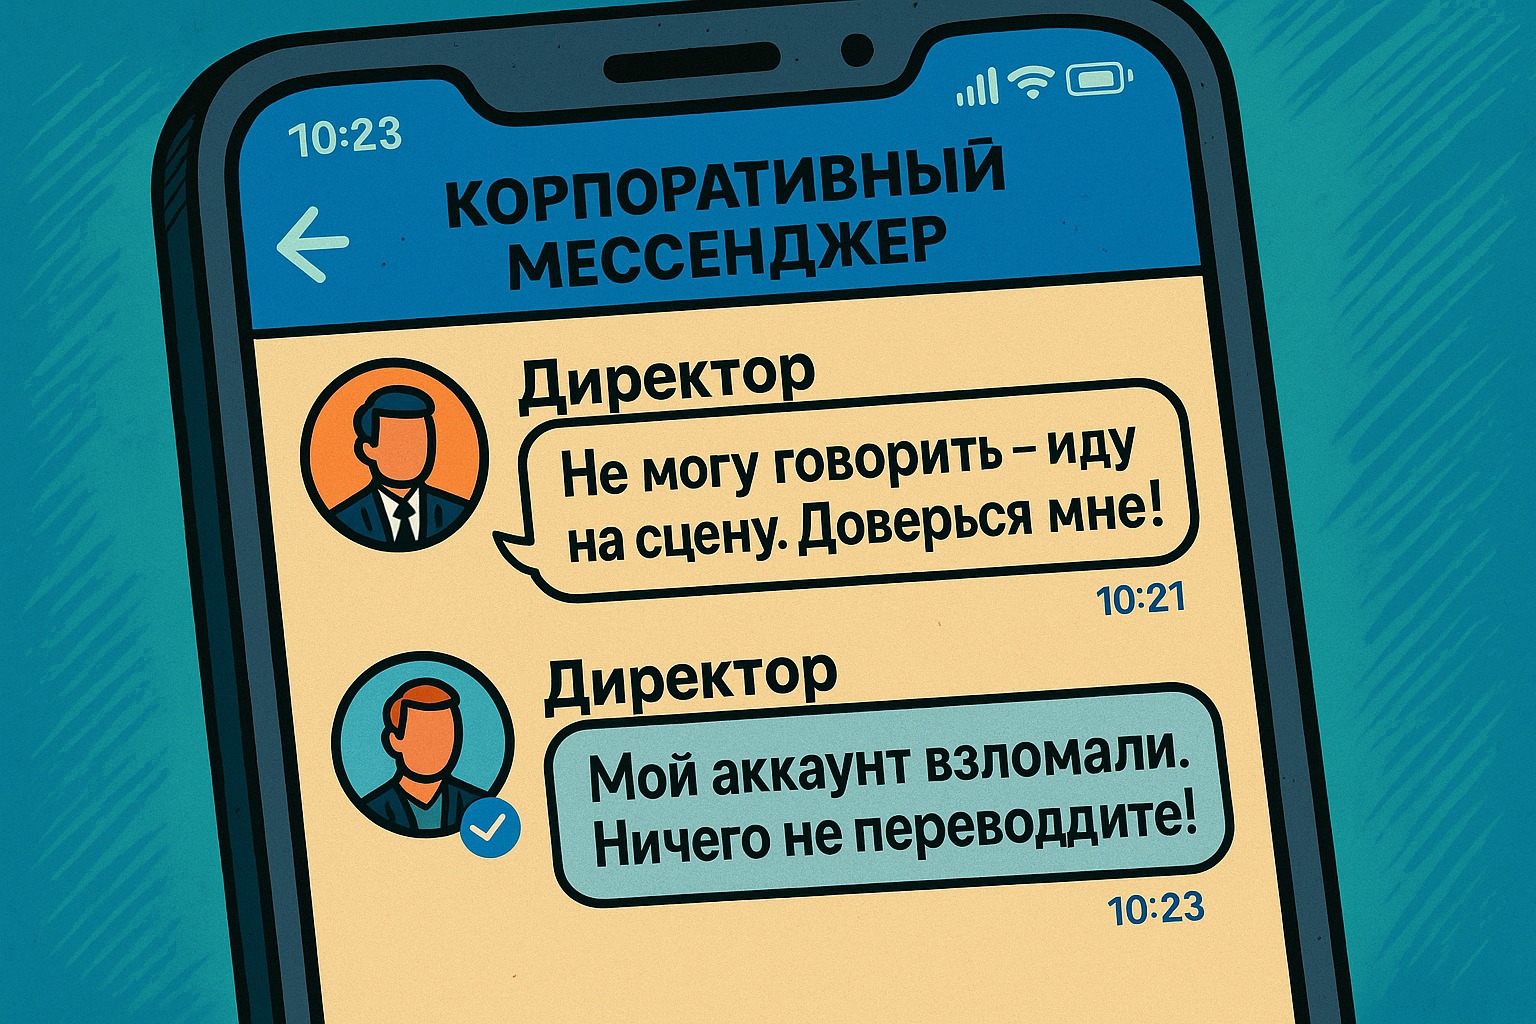 10:23
КОРПОРАТИВНЫЙ
МЕССЕНДЖЕР
Директор
Не могу говорить – иду
на сцену. Доверься мне!
10:21
Директор
Мой аккаунт взломали.
Ничего не переводдите!
10:23